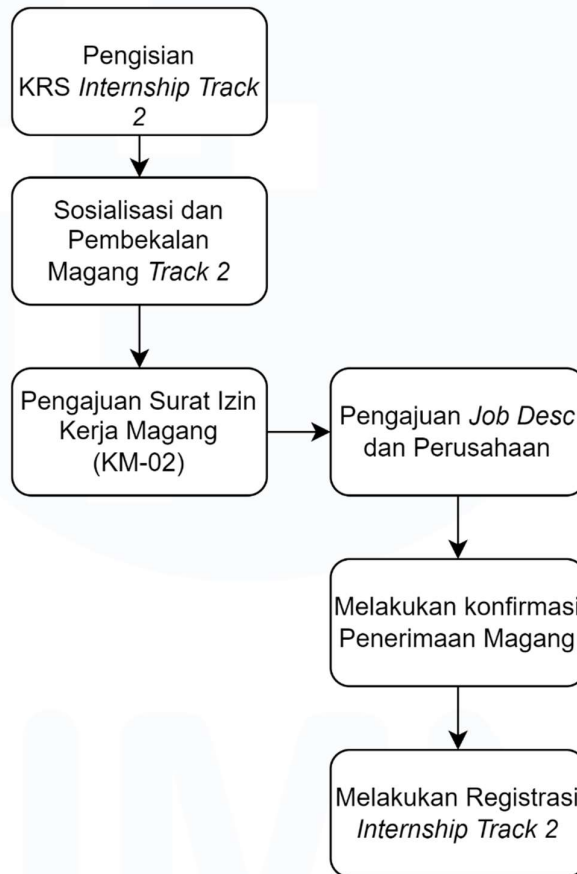 Pengisian
KRS Internship Track
2
Sosialisasi dan
Pembekalan
Magang Track 2
Pengajuan Surat Izin
Kerja Magang
(KM-02)
Pengajuan Job Desc
dan Perusahaan
Melakukan konfirmasi
Penerimaan Magang
Melakukan Registrasi
Internship Track 2